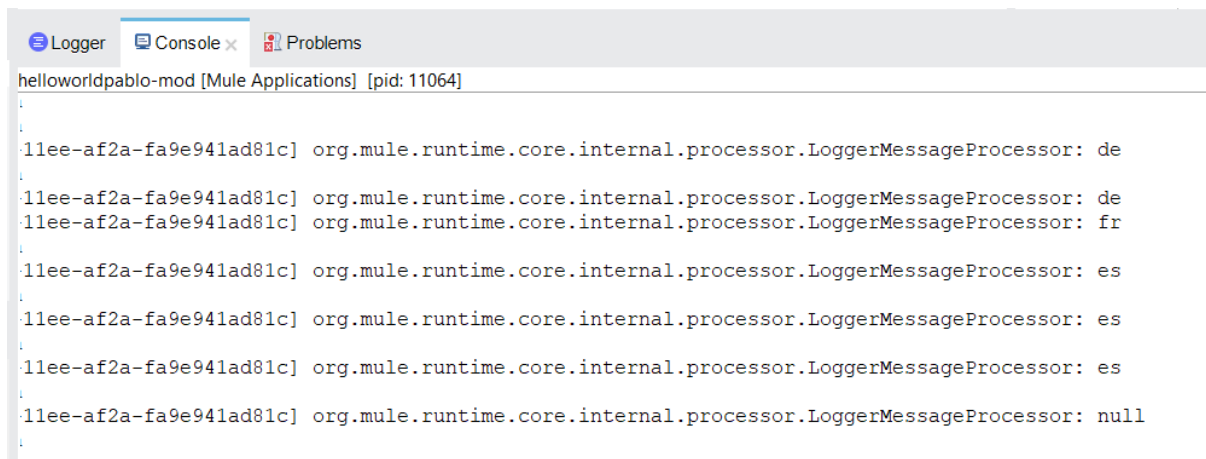 Logger Console Problems
helloworldpablo-mod [Mule Applications] [pid: 11064]
11ee-af2a-fa9e941ad81c] org.mule.runtime.core.internal.processor.LoggerMessageProcessor: de
11ee-af2a-fa9e941ad81c] org.mule.runtime.core.internal.processor.LoggerMessageProcessor: de
11ee-af2a-fa9e941ad81c] org.mule.runtime.core.internal.processor.LoggerMessageProcessor: fr
11ee-af2a-fa9e941ad81c] org.mule.runtime.core.internal.processor.LoggerMessageProcessor: es
11ee-af2a-fa9e941ad81c] org.mule.runtime.core.internal.processor.LoggerMessageProcessor: es
11ee-af2a-fa9e941ad81c] org.mule.runtime.core.internal.processor.LoggerMessageProcessor: es
11ee-af2a-fa9e941ad81c] org.mule.runtime.core.internal.processor.LoggerMessageProcessor: null